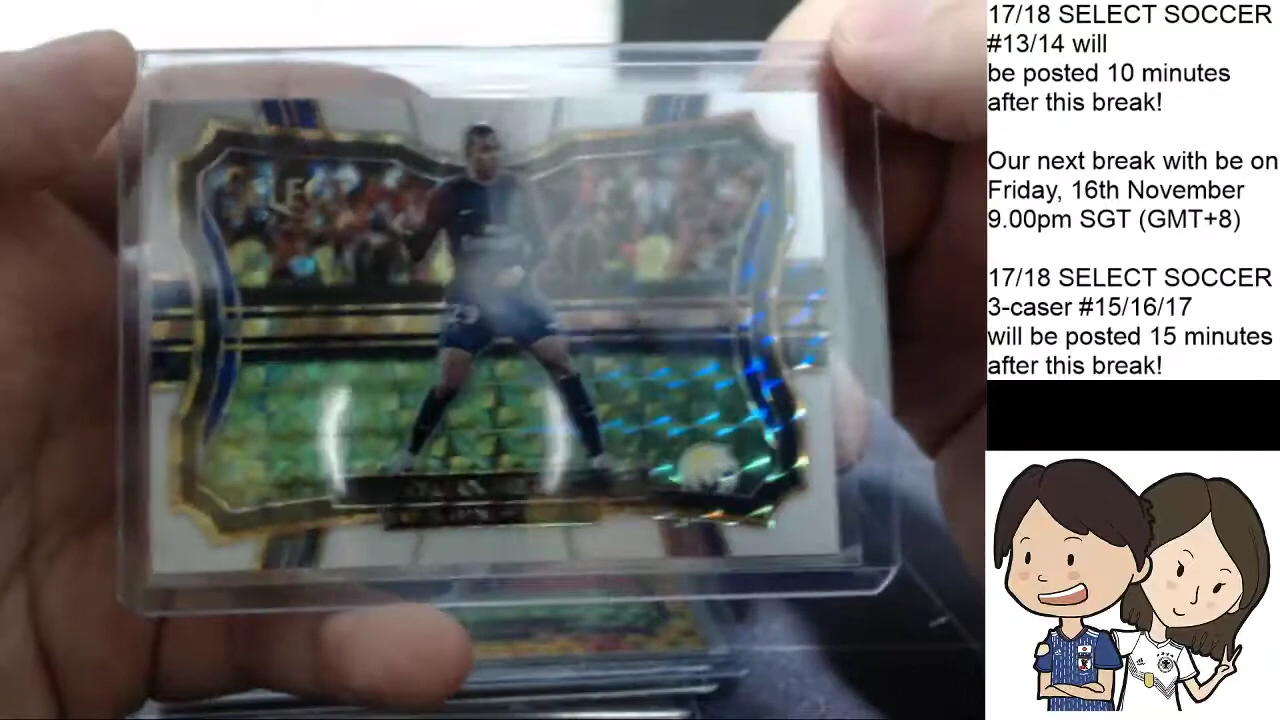 17/18 SELECT SOCCER
#13/14 will
be posted 10 minutes
after this break!
Our next break with be on
Friday, 16th November
9.00pm SGT (GMT+8)
17/18 SELECT SOCCER
3-caser #15/16/17
will be posted 15 minutes
after this break!